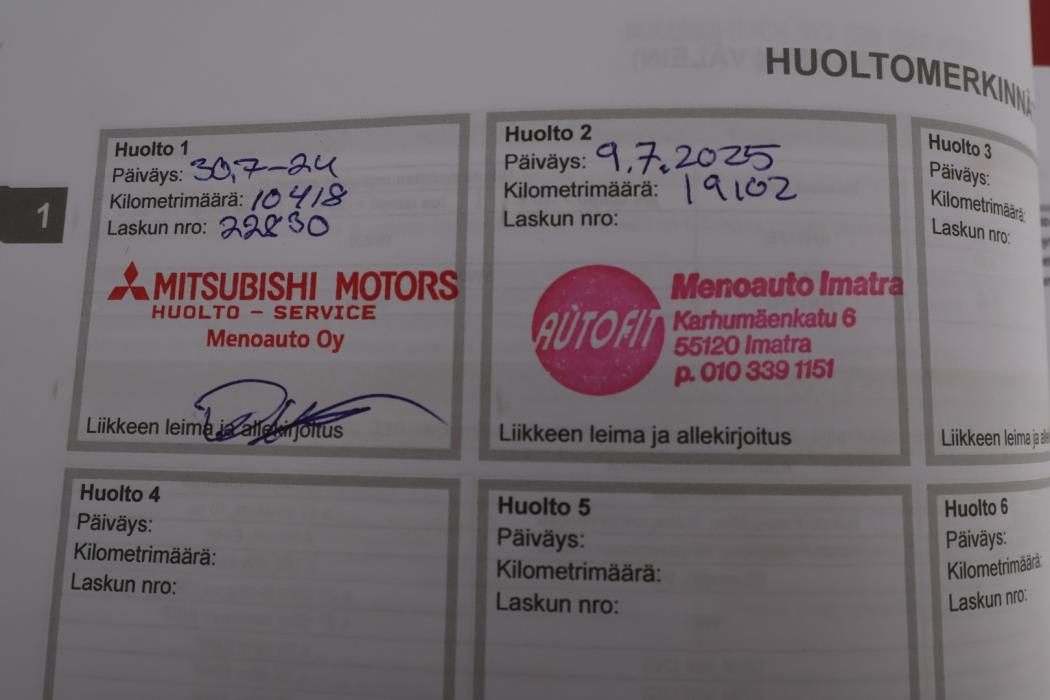 HUOLTOMERKINNÄ
1
Huolto 1
Päiväys: 30.7-24
Kilometrimäärä: 10418
Laskun nro: 22830
MITSUBISHI MOTORS
HUOLTO - SERVICE
Menoauto Oy
Liikkeen leima ja allekirjoitus
Huolto 2
Päiväys: 9.7.2025
Kilometrimäärä: 19102
Laskun nro:
AUTOFIT
Menoauto Imatra
Karhumäenkatu 6
55120 Imatra
p. 010 339 1151
Liikkeen leima ja allekirjoitus
Huolto 3
Päiväys:
Kilometrimäärä:
Laskun nro:
Liikkeen leima ja
Huolto 4
Päiväys:
Kilometrimäärä:
Laskun nro:
Huolto 5
Päiväys:
Kilometrimäärä:
Laskun nro:
Huolto 6
Päiväys:
Kilometrimäärä:
Laskun nro: